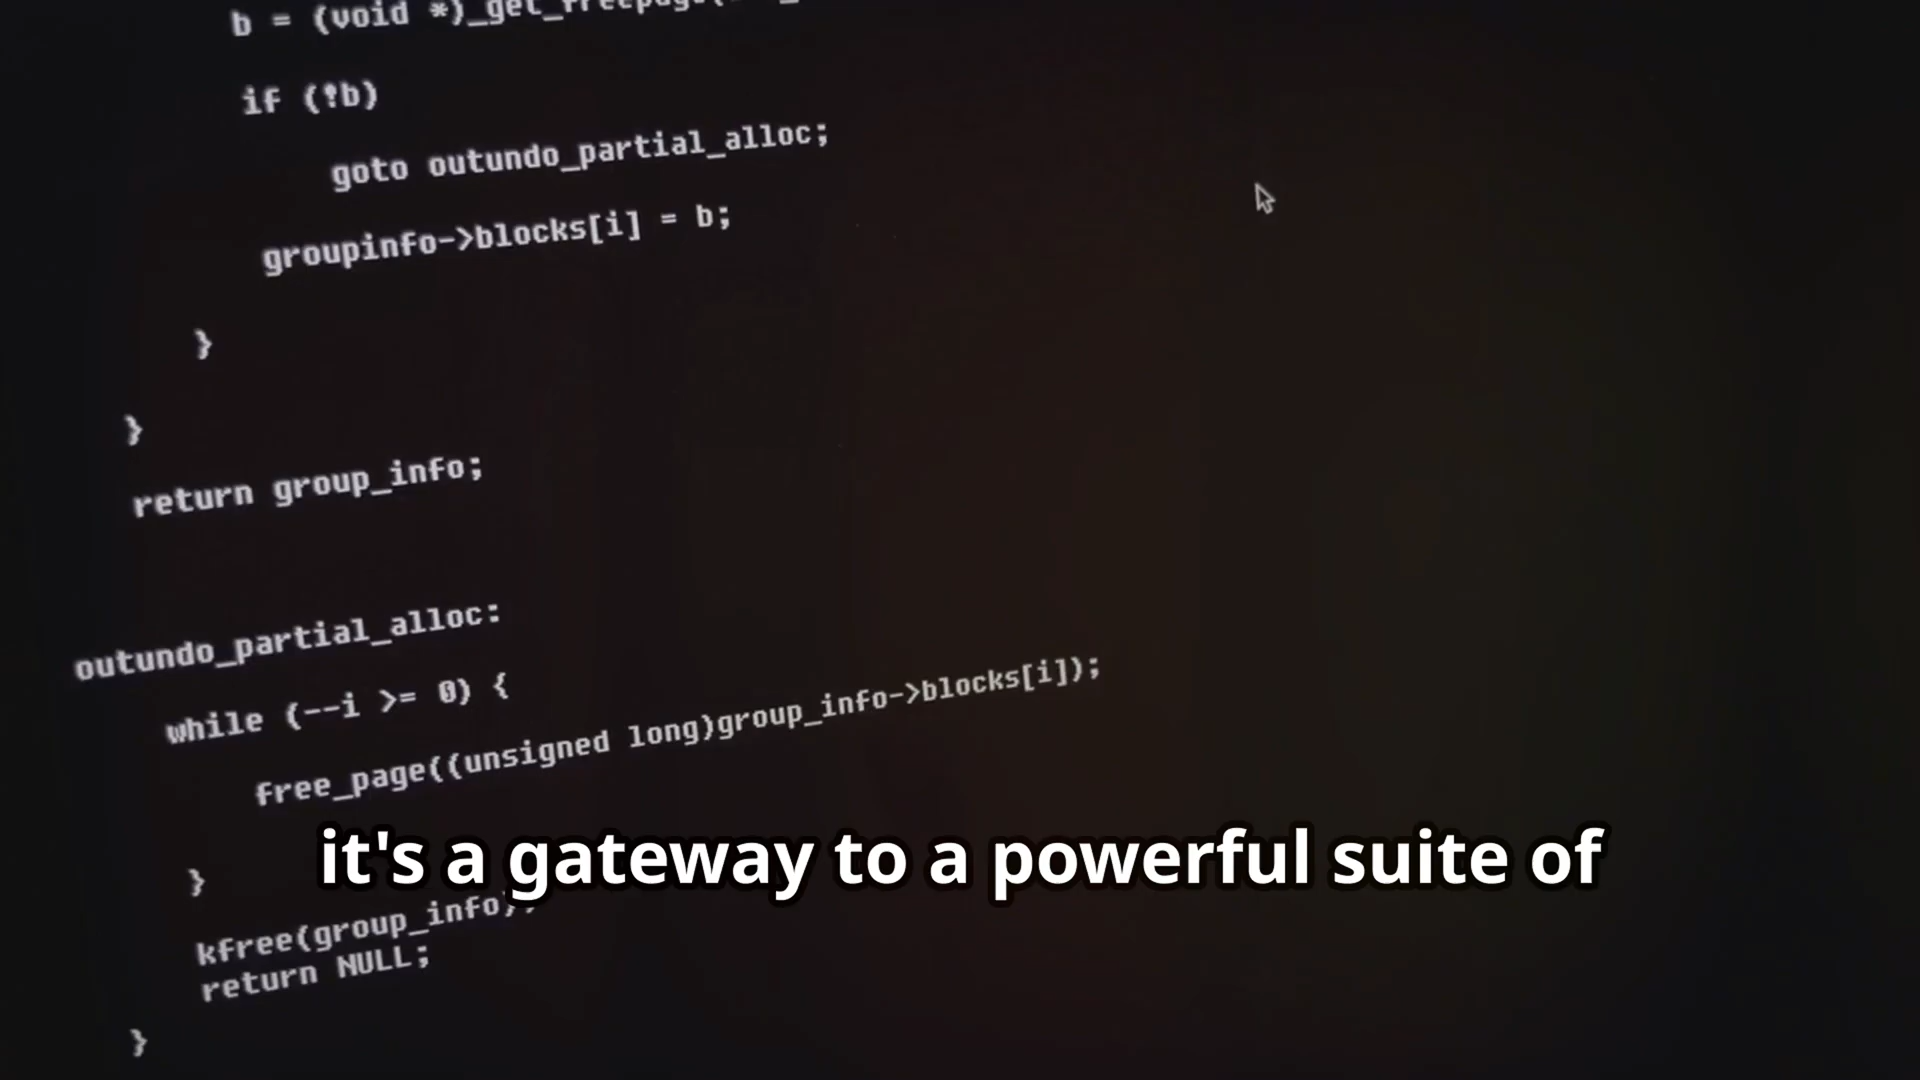 b = (void *)_get_freepage(
if (!b)
goto outundo_partial_alloc;
groupinfo->blocks[i] = b;
}
}
return group_info;
outundo_partial_alloc:
while (--i >= 0) {
free_page((unsigned long)group_info->blocks[i]);
}
it's a gateway to a powerful suite of
kfree(group_info);
return NULL;
}